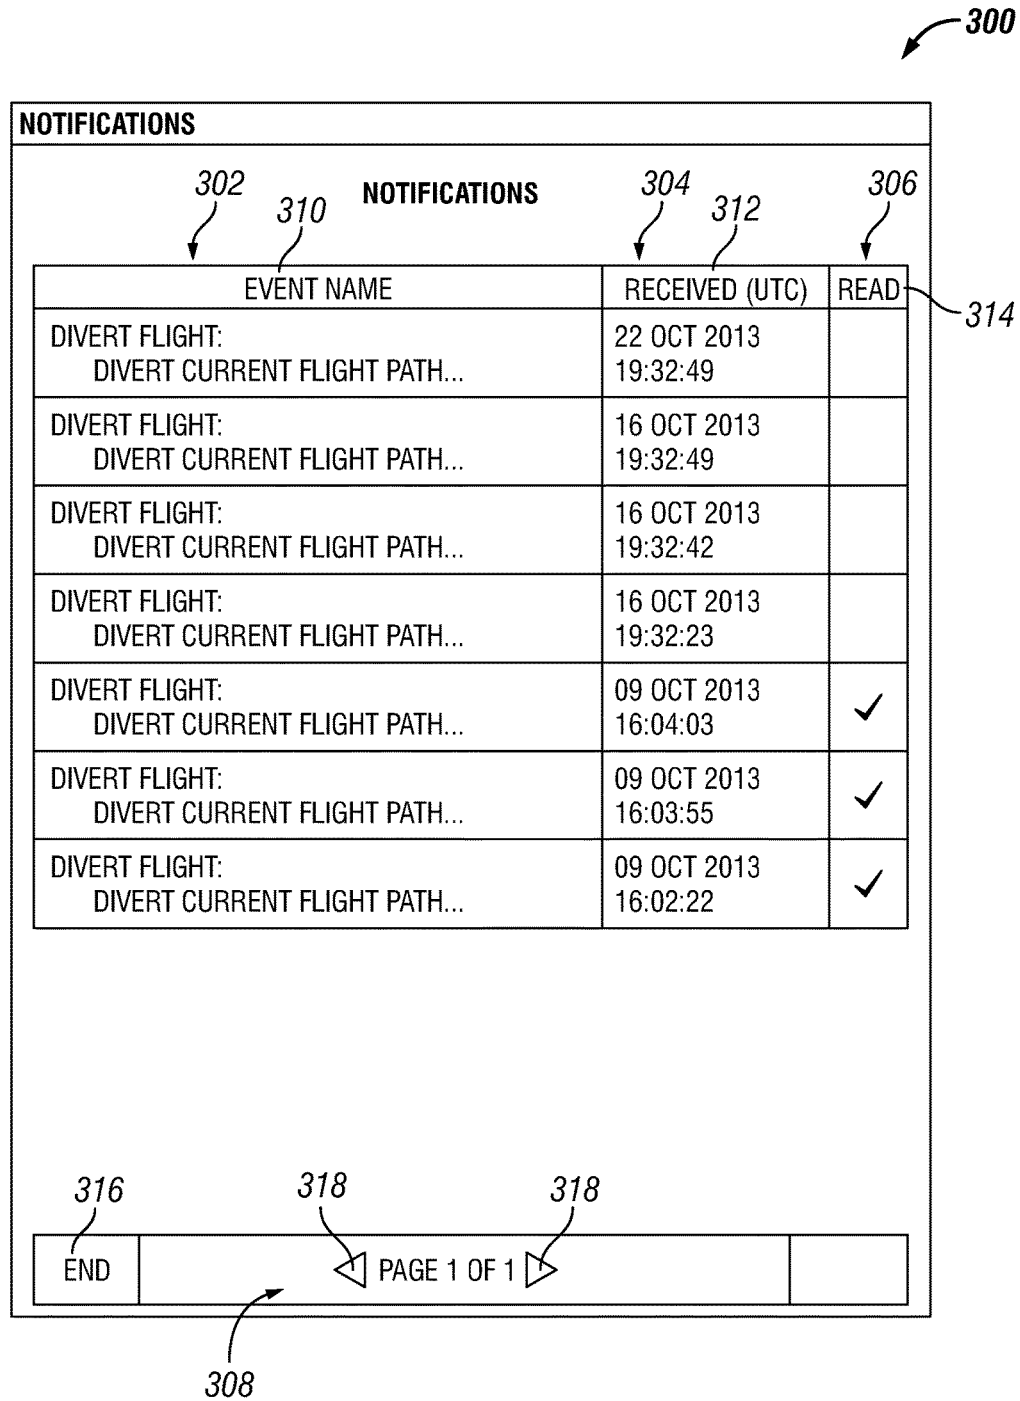 300
NOTIFICATIONS
302
NOTIFICATIONS
304
306
310
312
EVENT NAME
RECEIVED (UTC)
READ
314
DIVERT FLIGHT:
22 OCT 2013
DIVERT CURRENT FLIGHT PATH...
19:32:49
DIVERT FLIGHT:
16 OCT 2013
DIVERT CURRENT FLIGHT PATH...
19:32:49
DIVERT FLIGHT:
16 OCT 2013
DIVERT CURRENT FLIGHT PATH...
19:32:42
DIVERT FLIGHT:
16 OCT 2013
DIVERT CURRENT FLIGHT PATH...
19:32:23
DIVERT FLIGHT:
09 OCT 2013
DIVERT CURRENT FLIGHT PATH...
16:04:03
DIVERT FLIGHT:
09 OCT 2013
DIVERT CURRENT FLIGHT PATH...
16:03:55
DIVERT FLIGHT:
09 OCT 2013
DIVERT CURRENT FLIGHT PATH...
16:02:22
316
318
318
END
PAGE 1 OF 1
308